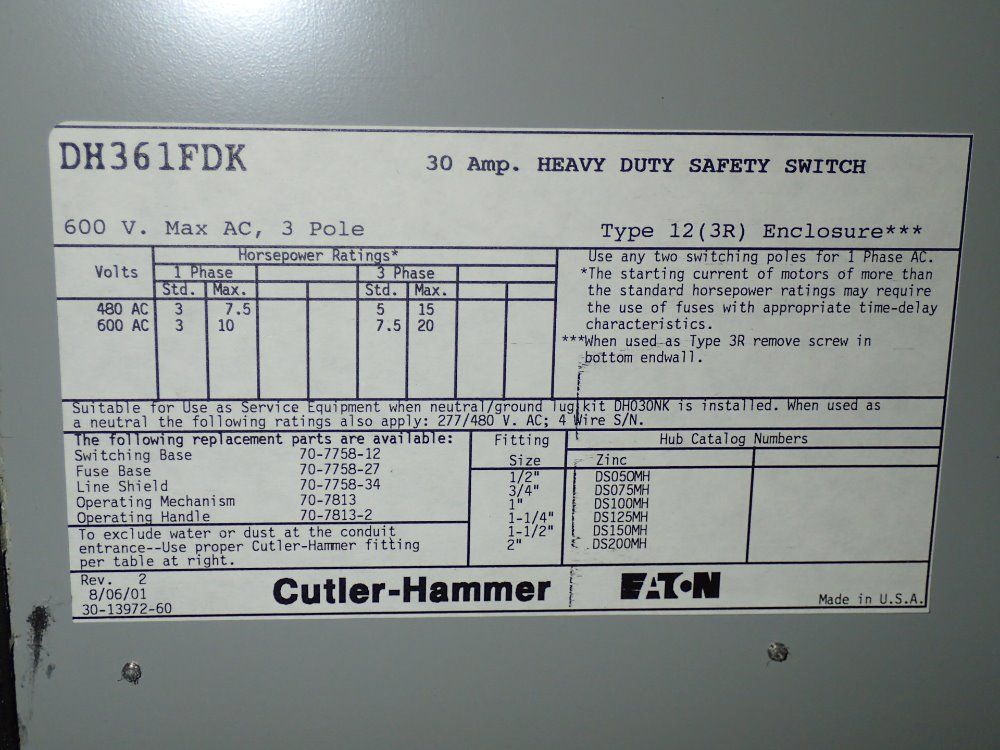 DH361FDK 30 Amp. HEAVY DUTY SAFETY SWITCH
600 V. Max AC, 3 Pole Type 12(3R) Enclosure***
Volts Horsepower Ratings*
1 Phase 3 Phase
Std. Max. Std. Max.
480 AC 3 7.5 5 15
600 AC 3 10 7.5 20
Use any two switching poles for 1 Phase AC.
*The starting current of motors of more than
the standard horsepower ratings may require
the use of fuses with appropriate time-delay
characteristics.
***When used as Type 3R remove screw in
bottom endwall.
Suitable for Use as Service Equipment when neutral/ground lug kit DH030NK is installed. When used as
a neutral the following ratings also apply: 277/480 V. AC; 4 Wire S/N.
The following replacement parts are available:
Switching Base 70-7758-12
Fuse Base 70-7758-27
Line Shield 70-7758-34
Operating Mechanism 70-7813
Operating Handle 70-7813-2
To exclude water or dust at the conduit
entrance--Use proper Cutler-Hammer fitting
per table at right.
Fitting Hub Catalog Numbers
Size Zinc
1/2" DS050MH
3/4" DS075MH
1" DS100MH
1-1/4" DS125MH
1-1/2" DS150MH
2" DS200MH
Rev. 2
8/06/01
30-13972-60
Cutler-Hammer
EATON
Made in U.S.A.